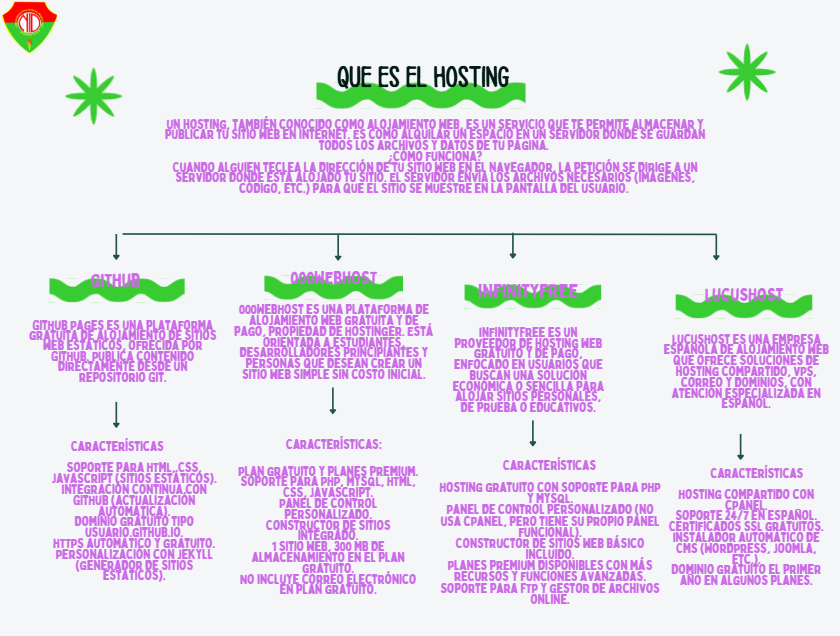 QUE ES EL HOSTING
UN HOSTING, TAMBIÉN CONOCIDO COMO ALOJAMIENTO WEB, ES UN SERVICIO QUE TE PERMITE ALMACENAR Y
PUBLICAR TU SITIO WEB EN INTERNET. ES COMO ALQUILAR UN ESPACIO EN UN SERVIDOR DONDE SE GUARDAN
TODOS LOS ARCHIVOS Y DATOS DE TU PÁGINA.
¿CÓMO FUNCIONA?
CUANDO ALGUIEN TECLEA LA DIRECCIÓN DE TU SITIO WEB EN EL NAVEGADOR, LA PETICIÓN SE DIRIGE A UN
SERVIDOR DONDE ESTÁ ALOJADO TU SITIO. EL SERVIDOR ENVÍA LOS ARCHIVOS NECESARIOS (IMÁGENES,
CÓDIGO, ETC.) PARA QUE EL SITIO SE MUESTRE EN LA PANTALLA DEL USUARIO.
GITHUB
GITHUB PAGES ES UNA PLATAFORMA
GRATUITA DE ALOJAMIENTO DE SITIOS
WEB ESTÁTICOS, OFRECIDA POR
GITHUB. PUBLICA CONTENIDO
DIRECTAMENTE DESDE UN
REPOSITORIO GIT.
CARACTERÍSTICAS
SOPORTE PARA HTML, CSS,
JAVASCRIPT (SITIOS ESTÁTICOS).
INTEGRACIÓN CONTINUA CON
GITHUB (ACTUALIZACIÓN
AUTOMÁTICA).
DOMINIO GRATUITO TIPO
USUARIO.GITHUB.IO.
HTTPS AUTOMÁTICO Y GRATUITO.
PERSONALIZACIÓN CON JEKYLL
(GENERADOR DE SITIOS
ESTÁTICOS).
000WEBHOST
000WEBHOST ES UNA PLATAFORMA DE
ALOJAMIENTO WEB GRATUITA Y DE
PAGO, PROPIEDAD DE HOSTINGER. ESTÁ
ORIENTADA A ESTUDIANTES,
DESARROLLADORES PRINCIPIANTES Y
PERSONAS QUE DESEAN CREAR UN
SITIO WEB SIMPLE SIN COSTO INICIAL.
CARACTERÍSTICAS:
PLAN GRATUITO Y PLANES PREMIUM.
SOPORTE PARA PHP, MYSQL, HTML,
CSS, JAVASCRIPT.
PANEL DE CONTROL
PERSONALIZADO.
CONSTRUCTOR DE SITIOS
INTEGRADO.
1 SITIO WEB, 300 MB DE
ALMACENAMIENTO EN EL PLAN
GRATUITO.
NO INCLUYE CORREO ELECTRÓNICO
EN PLAN GRATUITO.
INFINITYFREE
INFINITYFREE ES UN
PROVEEDOR DE HOSTING WEB
GRATUITO Y DE PAGO,
ENFOCADO EN USUARIOS QUE
BUSCAN UNA SOLUCIÓN
ECONÓMICA O SENCILLA PARA
ALOJAR SITIOS PERSONALES,
DE PRUEBA O EDUCATIVOS.
CARACTERÍSTICAS
HOSTING GRATUITO CON SOPORTE PARA PHP
Y MYSQL.
PANEL DE CONTROL PERSONALIZADO (NO
USA CPANEL, PERO TIENE SU PROPIO PANEL
FUNCIONAL).
CONSTRUCTOR DE SITIOS WEB BÁSICO
INCLUIDO.
PLANES PREMIUM DISPONIBLES CON MÁS
RECURSOS Y FUNCIONES AVANZADAS.
SOPORTE PARA FTP Y GESTOR DE ARCHIVOS
ONLINE.
LUCUSHOST
LUCUSHOST ES UNA EMPRESA
ESPAÑOLA DE ALOJAMIENTO WEB
QUE OFRECE SOLUCIONES DE
HOSTING COMPARTIDO, VPS,
CORREO Y DOMINIOS, CON
ATENCIÓN ESPECIALIZADA EN
ESPAÑOL.
CARACTERÍSTICAS
HOSTING COMPARTIDO CON
CPANEL.
SOPORTE 24/7 EN ESPAÑOL.
CERTIFICADOS SSL GRATUITOS.
INSTALADOR AUTOMÁTICO DE
CMS (WORDPRESS, JOOMLA,
ETC.).
DOMINIO GRATUITO EL PRIMER
AÑO EN ALGUNOS PLANES.